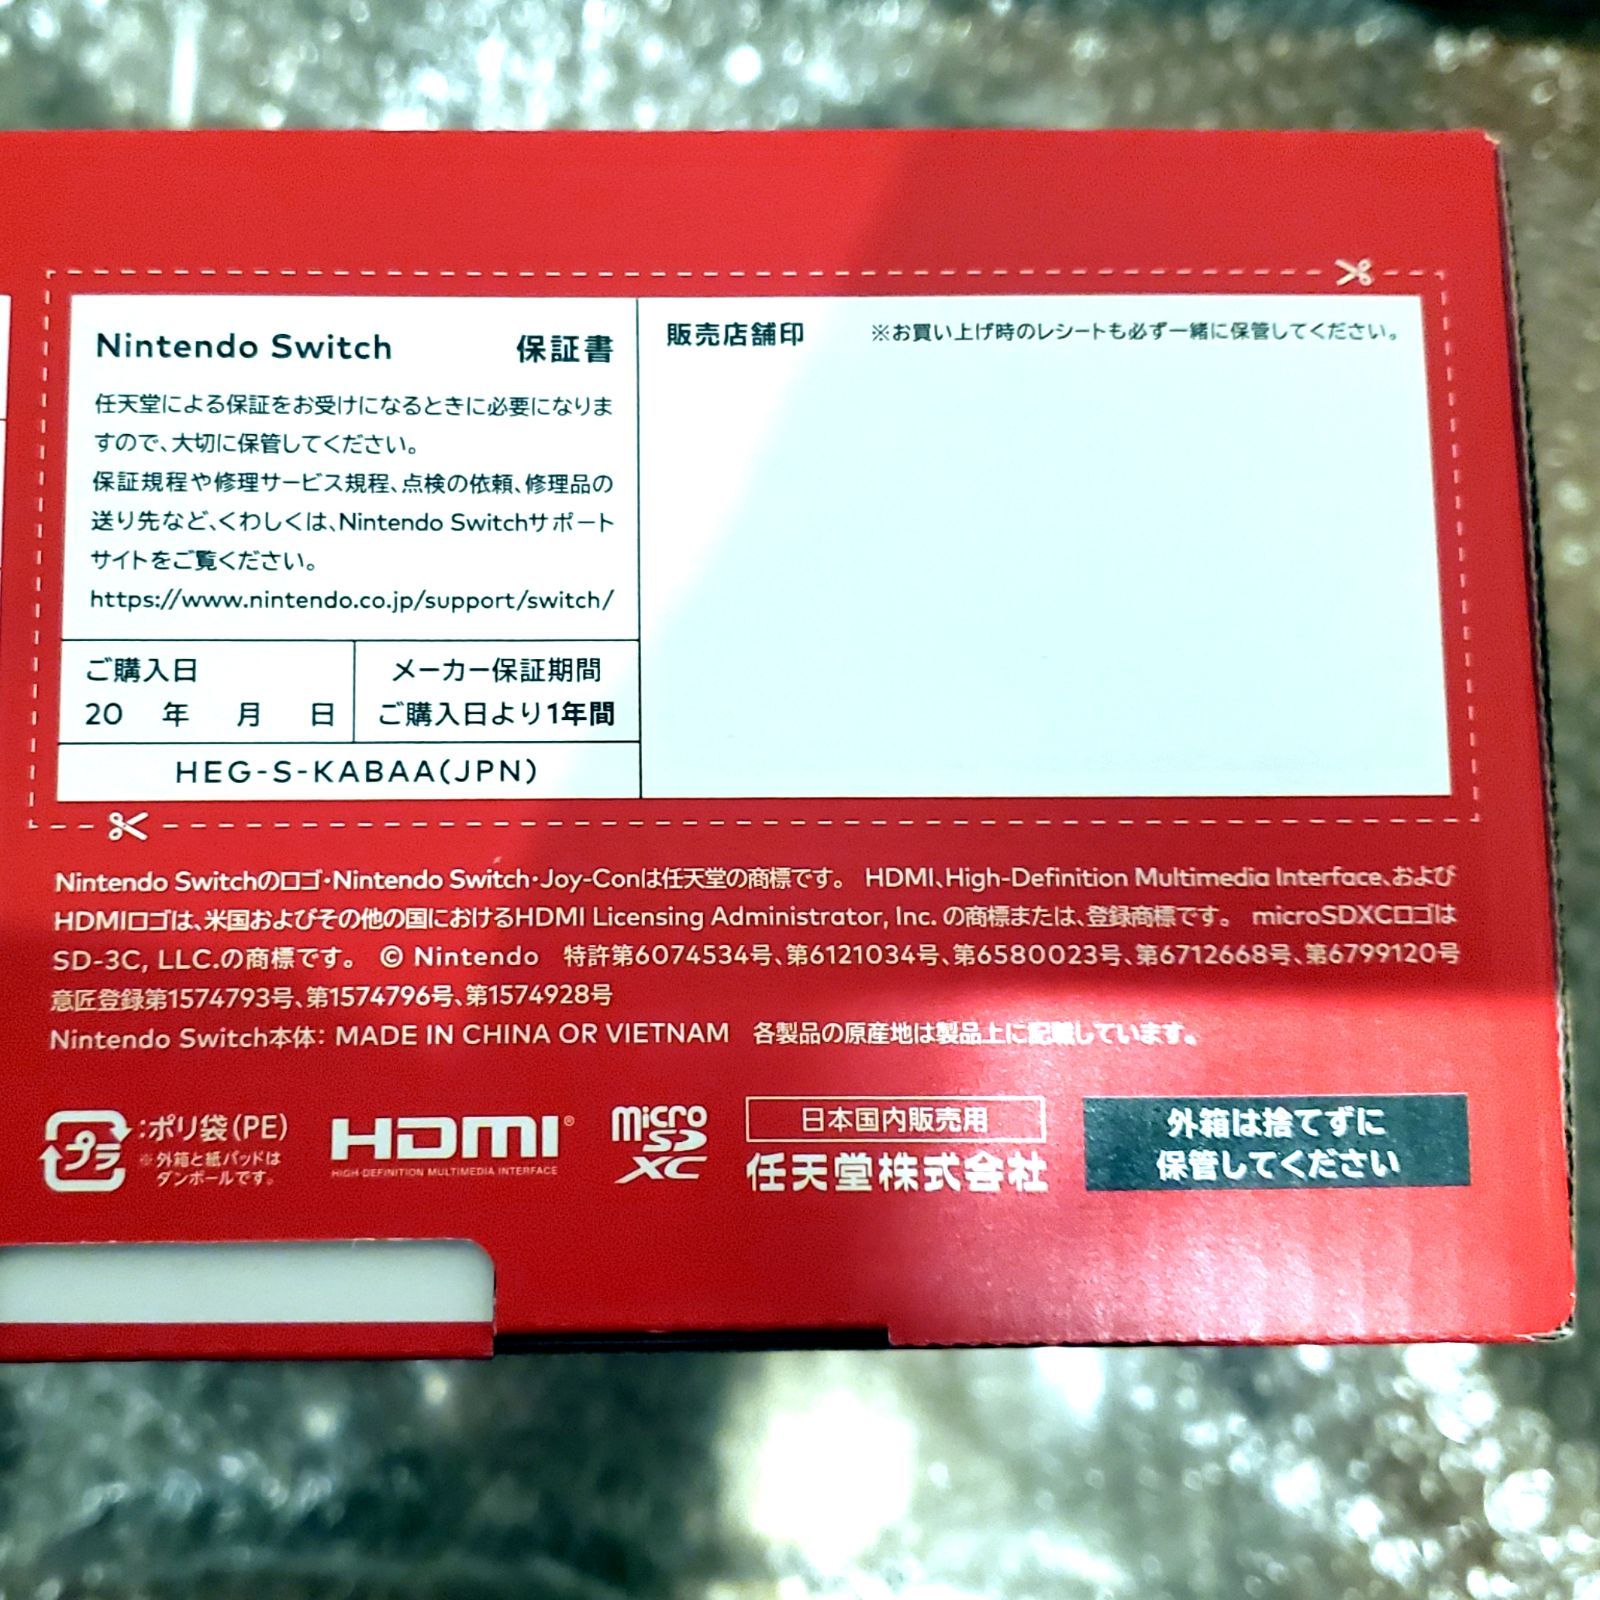 Nintendo Switch 保証書
任天堂による保証をお受けになるときに必要になりま
すので、大切に保管してください。
保証規程や修理サービス規程、点検の依頼、修理品の
送り先など、くわしくは、Nintendo Switchサポート
サイトをご覧ください。
https://www.nintendo.co.jp/support/switch/
ご購入日
20 年 月 日
メーカー保証期間
ご購入日より1年間
HEG-S-KABAA(JPN)
販売店舗印 ※お買い上げ時のレシートも必ず一緒に保管してください。
Nintendo Switchのロゴ・Nintendo Switch・Joy-Conは任天堂の商標です。 HDMI、High-Definition Multimedia Interface、および
HDMIロゴは、米国およびその他の国におけるHDMI Licensing Administrator, Inc. の商標または、登録商標です。 microSDXCロゴは
SD-3C, LLC.の商標です。 © Nintendo 特許第6074534号、第6121034号、第6580023号、第6712668号、第6799120号
意匠登録第1574793号、第1574796号、第1574928号
Nintendo Switch本体: MADE IN CHINA OR VIETNAM 各製品の原産地は製品上に記載しています。
プラ
:ポリ袋(PE)
※外箱と紙パッドは
ダンボールです。
HDMI®
HIGH-DEFINITION MULTIMEDIA INTERFACE
micro
SD
XC
日本国内販売用
任天堂株式会社
外箱は捨てずに
保管してください